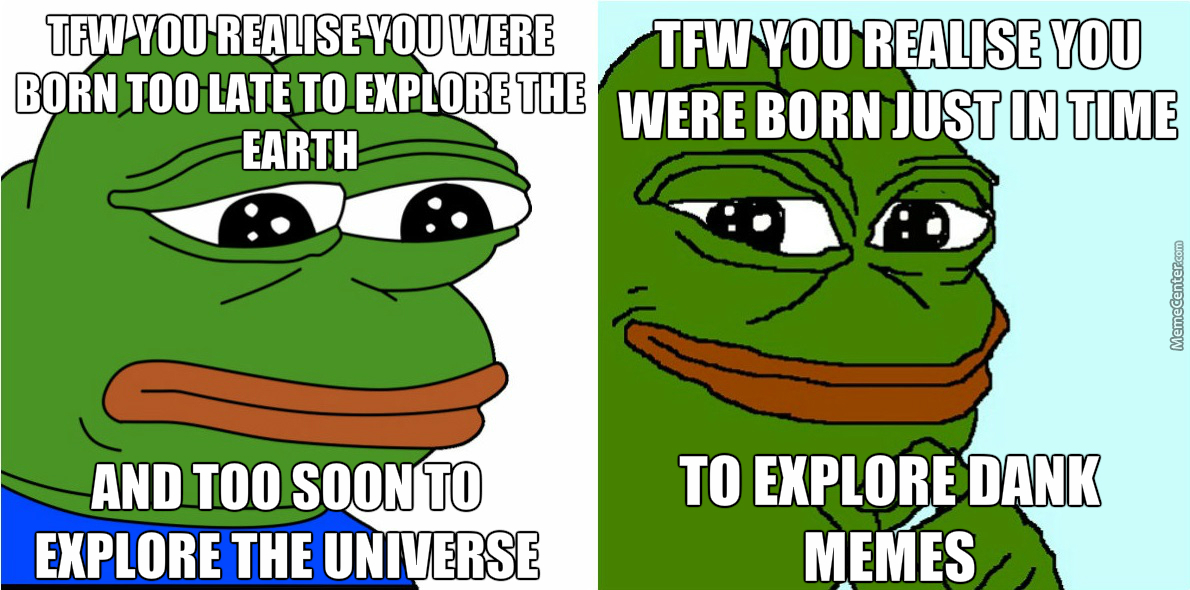 TFW YOU REALISE YOU WERE
BORN TOO LATE TO EXPLORE THE
EARTH
AND TOO SOON TO
EXPLORE THE UNIVERSE
TFW YOU REALISE YOU
WERE BORN JUST IN TIME
TO EXPLORE DANK
MEMES
MemeCenter.com